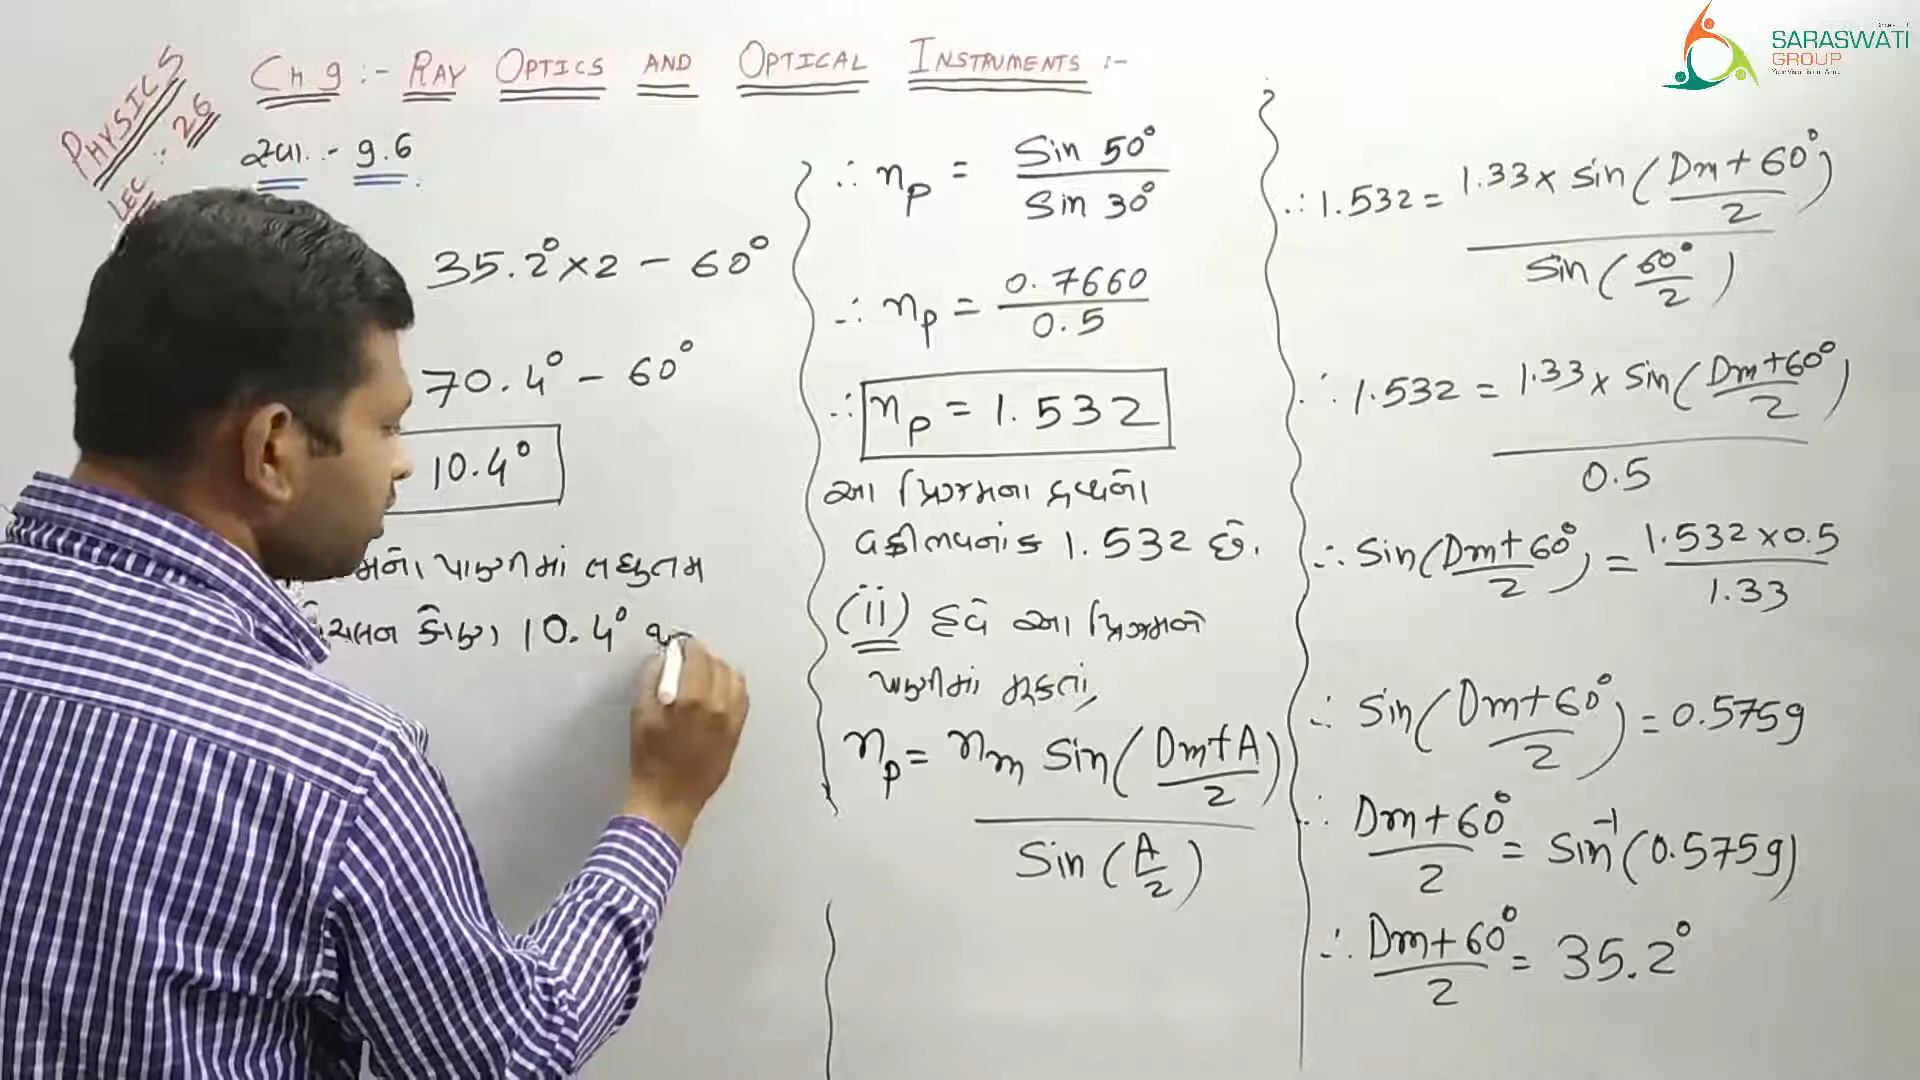 CH 9 :- RAY OPTICS AND OPTICAL INSTRUMENTS :-
PHYSICS
LEC : 26
સ્વા. - 9.6
35.2° × 2 - 60°
70.4° - 60°
10.4°
પાણીમાં લઘુતમ
કોણ 10.4°
∴ np = Sin 50° / Sin 30°
∴ np = 0.7660 / 0.5
∴ np = 1.532
આ પ્રિઝમના દ્રવ્યનો
વક્રીભવનાંક 1.532 છે.
(ii) હવે આ પ્રિઝમને
પાણીમાં મૂકતાં,
np = nm Sin (Dm + A / 2) / Sin (A / 2)
∴ 1.532 = 1.33 × sin (Dm + 60° / 2) / Sin (60° / 2)
∴ 1.532 = 1.33 × Sin (Dm + 60° / 2) / 0.5
∴ Sin (Dm + 60° / 2) = 1.532 × 0.5 / 1.33
∴ Sin (Dm + 60° / 2) = 0.5759
∴ Dm + 60° / 2 = Sin⁻¹ (0.5759)
∴ Dm + 60° / 2 = 35.2°
SARASWATI
GROUP